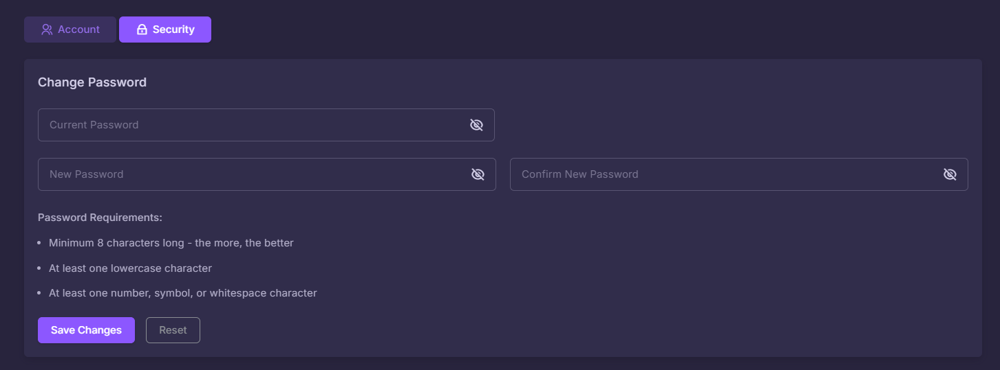 Account Security
Change Password
Current Password
New Password Confirm New Password
Password Requirements:
• Minimum 8 characters long - the more, the better
• At least one lowercase character
• At least one number, symbol, or whitespace character
Save Changes Reset